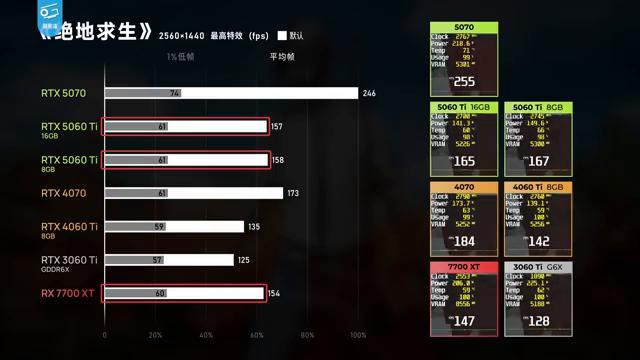 《绝地求生》 2560×1440 最高特效 (fps) 默认
1%低帧 平均帧
RTX 5070 74 246
RTX 5060 Ti 61 157
16GB
RTX 5060 Ti 61 158
8GB
RTX 4070 61 173
RTX 4060 Ti 59 135
8GB
RTX 3060 Ti 57 125
GDDR6X
RX 7700 XT 60 154
0 20% 40% 60% 80% 100%
5070
Clock 2767
Power 218.6
Temp 71
Usage 99
VRAM 5301
255
5060 Ti 16GB
Clock 2700
Power 141.3
Temp 60
Usage 98
VRAM 5226
165
5060 Ti 8GB
Clock 2745
Power 149.6
Temp 66
Usage 98
VRAM 5300
167
4070
Clock 2790
Power 173.7
Temp 63
Usage 99
VRAM 5252
184
4060 Ti 8GB
Clock 2760
Power 139.1
Temp 59
Usage 100
VRAM 5256
142
7700 XT
Clock 2553
Power 206.0
Temp 59
Usage 100
VRAM 8556
147
3060 Ti G6X
Clock 1890
Power 225.1
Temp 62
Usage 100
VRAM 5188
128